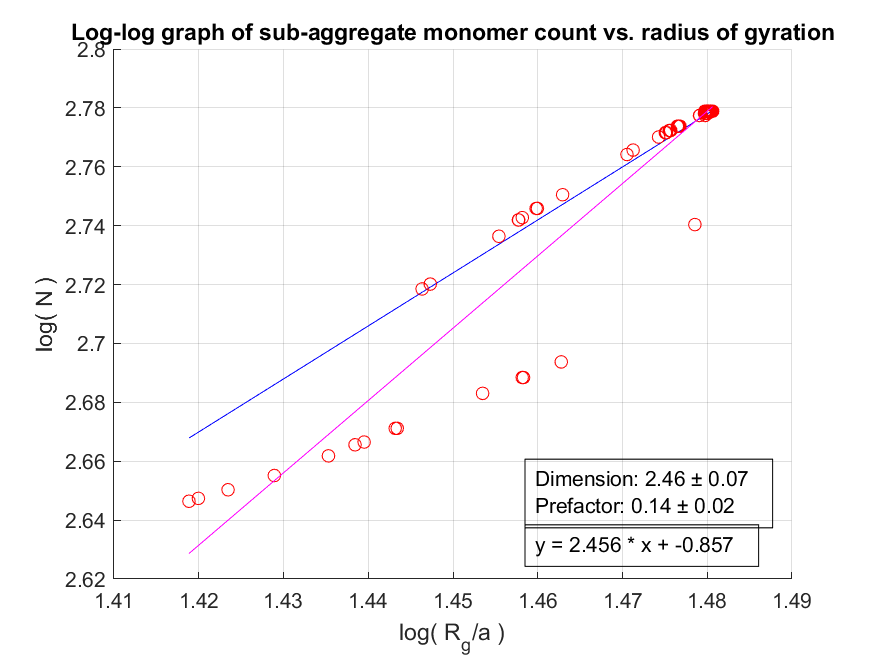 Log-log graph of sub-aggregate monomer count vs. radius of gyration
2.8
2.78
2.76
2.74
2.72
2.7
2.68
2.66
2.64
2.62
log( N )
Dimension: 2.46 ± 0.07
Prefactor: 0.14 ± 0.02
y = 2.456 * x + -0.857
1.41 1.42 1.43 1.44 1.45 1.46 1.47 1.48 1.49
log( R_g/a )